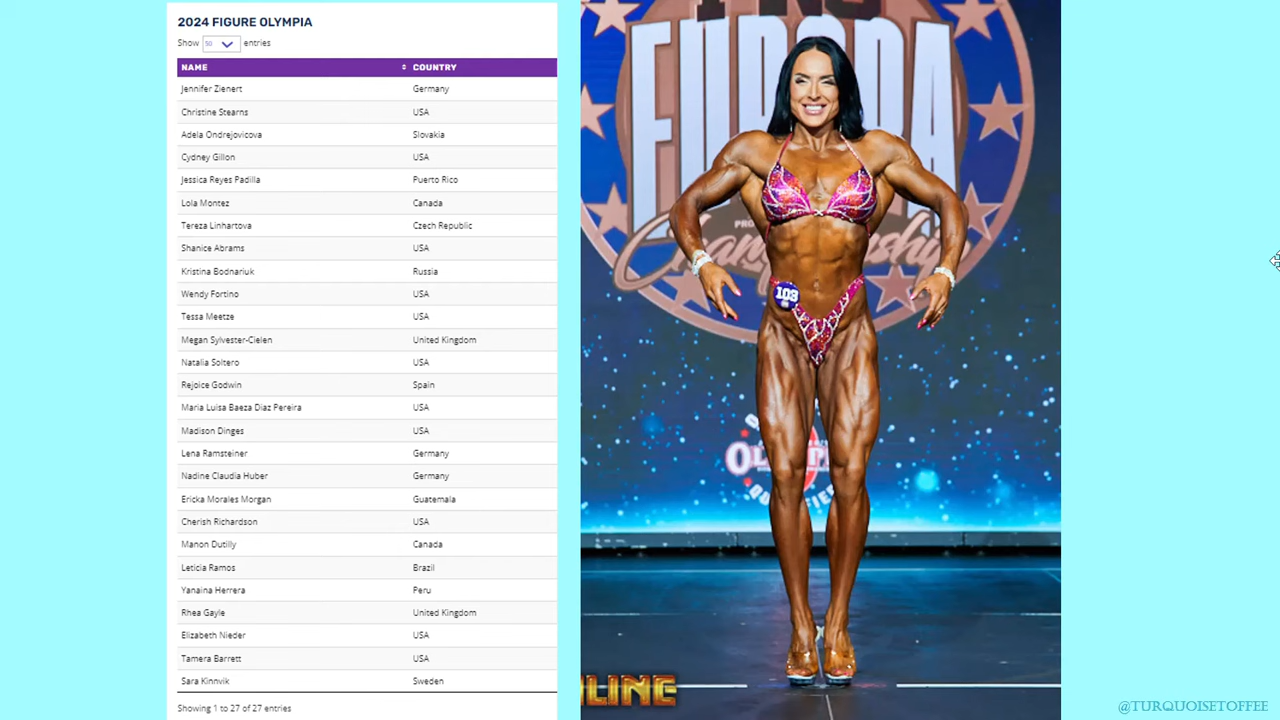 2024 FIGURE OLYMPIA
Show 50 entries
NAME COUNTRY
Jennifer Zienert Germany
Christine Stearns USA
Adela Ondrejovicova Slovakia
Cydney Gillon USA
Jessica Reyes Padilla Puerto Rico
Lola Montez Canada
Tereza Linhartova Czech Republic
Shanice Abrams USA
Kristina Bodnariuk Russia
Wendy Fortino USA
Tessa Meetze USA
Megan Sylvester-Cielen United Kingdom
Natalia Soltero USA
Rejoice Godwin Spain
Maria Luisa Baeza Diaz Pereira USA
Madison Dinges USA
Lena Ramsteiner Germany
Nadine Claudia Huber Germany
Ericka Morales Morgan Guatemala
Cherish Richardson USA
Manon Dutilly Canada
Leticia Ramos Brazil
Yanaina Herrera Peru
Rhea Gayle United Kingdom
Elizabeth Nieder USA
Tamera Barrett USA
Sara Kinnvik Sweden
Showing 1 to 27 of 27 entries
EUROPA
PRO
Championships
109
LINE
@TURQUOISETOFFEE